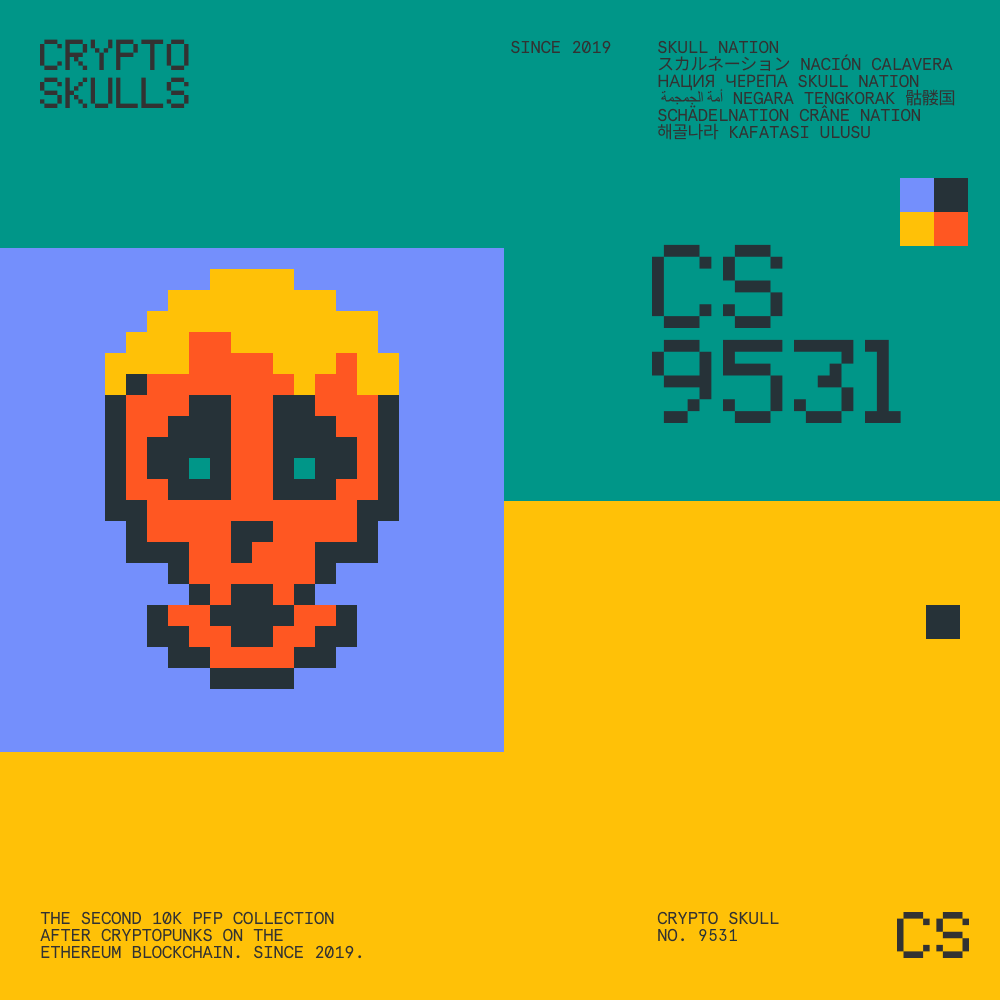 CRYPTO
SKULLS
SINCE 2019
SKULL NATION
スカルネーション NACIÓN CALAVERA
НАЦИЯ ЧЕРЕПА SKULL NATION
أمة الجمجمة NEGARA TENGKORAK 骷髅国
SCHÄDELNATION CRÂNE NATION
해골나라 KAFATASI ULUSU
CS
9531
THE SECOND 10K PFP COLLECTION
AFTER CRYPTOPUNKS ON THE
ETHEREUM BLOCKCHAIN. SINCE 2019.
CRYPTO SKULL
NO. 9531
CS